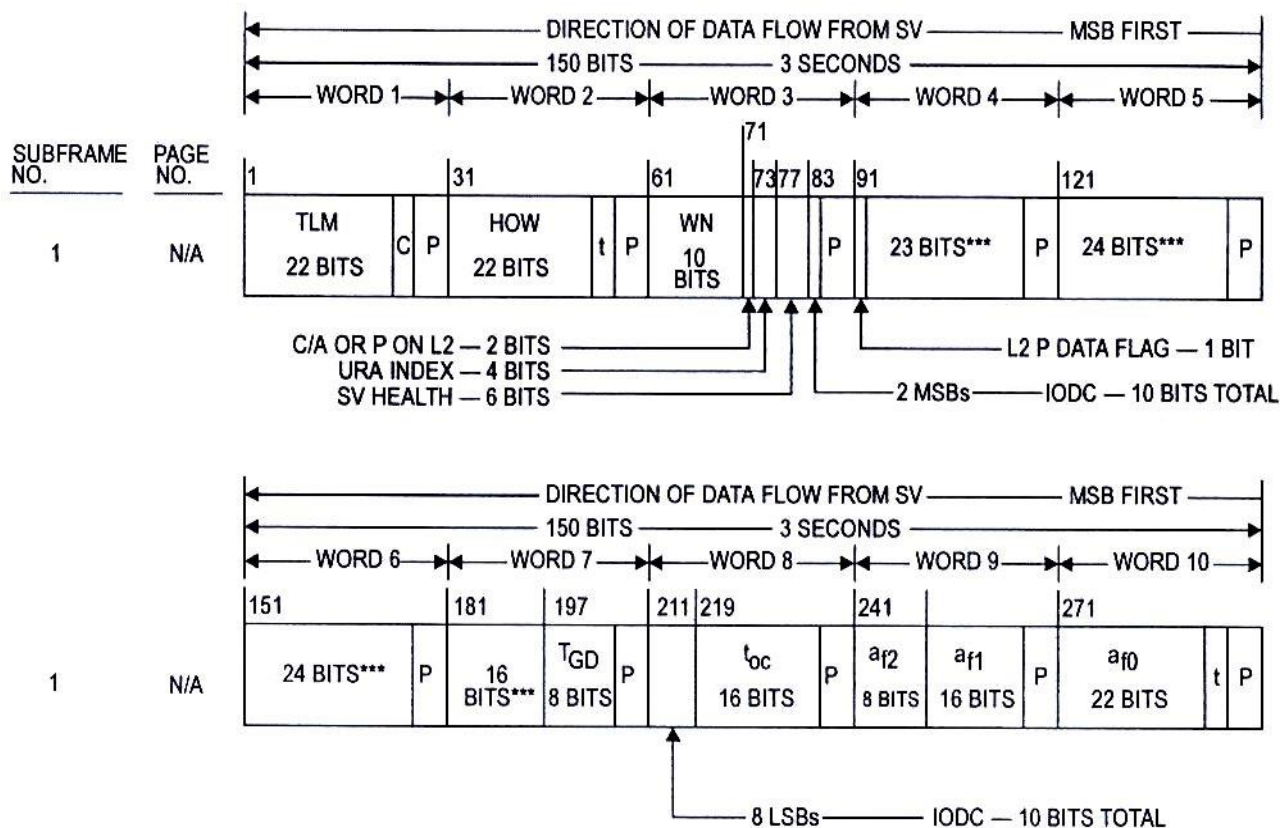 DIRECTION OF DATA FLOW FROM SV MSB FIRST
150 BITS 3 SECONDS
WORD 1 WORD 2 WORD 3 WORD 4 WORD 5
SUBFRAME NO. PAGE NO.
71
1 31 61 73 77 83 91 121
1 N/A
TLM 22 BITS C P
HOW 22 BITS t P
WN 10 BITS P
23 BITS*** P
24 BITS*** P
C/A OR P ON L2 — 2 BITS
URA INDEX — 4 BITS
SV HEALTH — 6 BITS
L2 P DATA FLAG — 1 BIT
2 MSBs IODC — 10 BITS TOTAL
DIRECTION OF DATA FLOW FROM SV MSB FIRST
150 BITS 3 SECONDS
WORD 6 WORD 7 WORD 8 WORD 9 WORD 10
151 181 197 211 219 241 271
1 N/A
24 BITS*** P
16 BITS***
TGD 8 BITS P
toc 16 BITS P
af2 8 BITS
af1 16 BITS P
af0 22 BITS t P
8 LSBs IODC — 10 BITS TOTAL